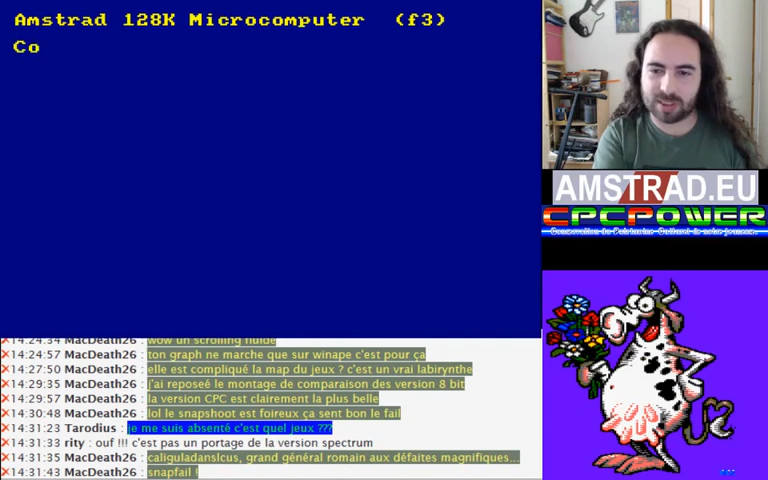 Amstrad 128K Microcomputer (f3)
Co
AMSTRAD.EU
CPCPOWER
14:24:34 MacDeath26 : wow un scrolling fluide
14:24:57 MacDeath26 : ton graph ne marche que sur winape c'est pour ça
14:27:50 MacDeath26 : elle est compliqué la map du jeux ? c'est un vrai labyrinthe
14:29:35 MacDeath26 : j'ai reposeé le montage de comparaison des version 8 bit
14:29:57 MacDeath26 : la version CPC est clairement la plus belle
14:30:48 MacDeath26 : lol le snapshoot est foireux ça sent bon le fail
14:31:23 Tarodius : je me suis absenté c'est quel jeux ???
14:31:33 rity : ouf !!! c'est pas un portage de la version spectrum
14:31:35 MacDeath26 : caliguladanslcus, grand général romain aux défaites magnifiques...
14:31:43 MacDeath26 : snapfail !